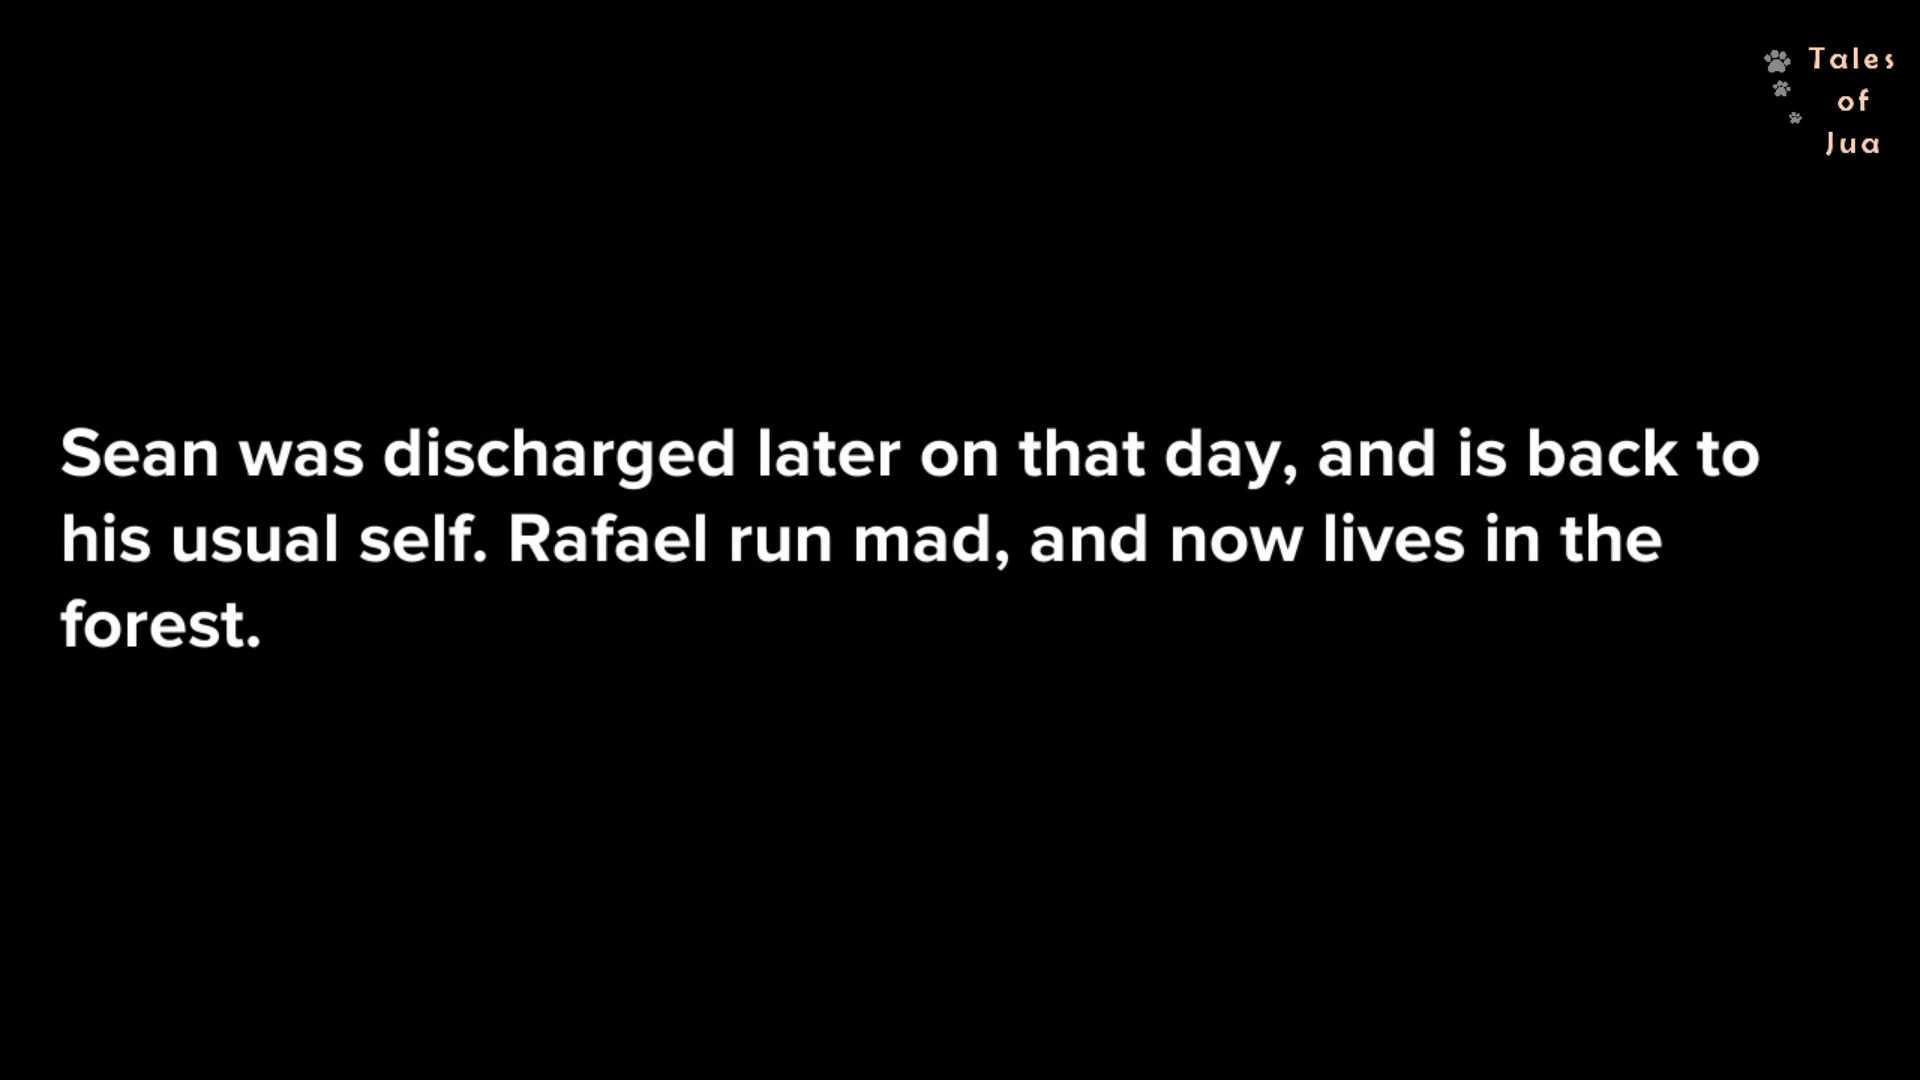 Tales
of
Jua
Sean was discharged later on that day, and is back to
his usual self. Rafael run mad, and now lives in the
forest.